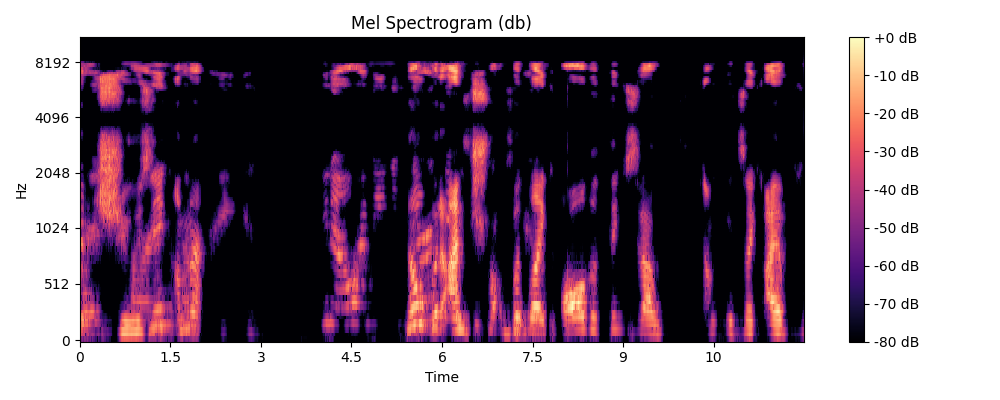 Mel Spectrogram (db)
8192
4096
2048
1024
512
0
Hz
0 1.5 3 4.5 6 7.5 9 10
Time
+0 dB
-10 dB
-20 dB
-30 dB
-40 dB
-50 dB
-60 dB
-70 dB
-80 dB